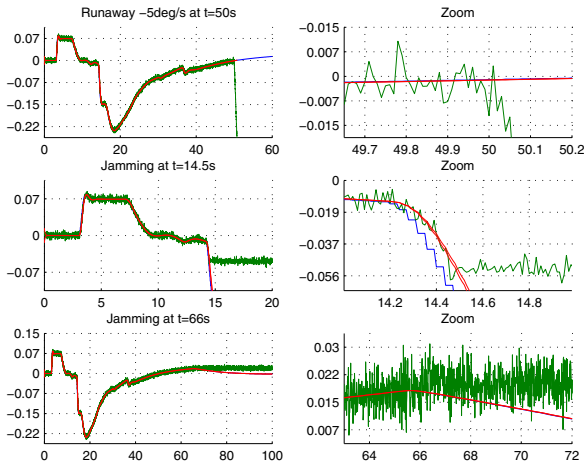 Runaway −5deg/s at t=50s
0.07
0
−0.07
−0.15
−0.22
0 20 40 60
Zoom
0.015
0.007
0
−0.007
−0.015
49.7 49.8 49.9 50 50.1 50.2
Jamming at t=14.5s
0.07
0
−0.07
0 5 10 15 20
Zoom
0
−0.019
−0.037
−0.056
14.2 14.4 14.6 14.8
Jamming at t=66s
0.15
0.07
0
−0.07
−0.15
−0.22
0 20 40 60 80 100
Zoom
0.03
0.022
0.015
0.007
64 66 68 70 72